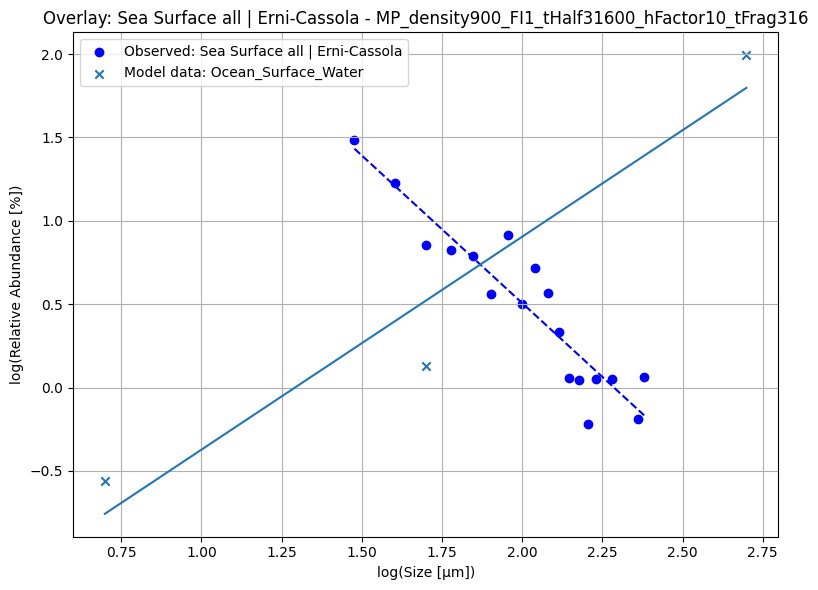 Overlay: Sea Surface all | Erni-Cassola - MP_density900_FI1_tHalf31600_hFactor10_tFrag316
Observed: Sea Surface all | Erni-Cassola
Model data: Ocean_Surface_Water
log(Relative Abundance [%])
2.0
1.5
1.0
0.5
0.0
−0.5
0.75 1.00 1.25 1.50 1.75 2.00 2.25 2.50 2.75
log(Size [μm])